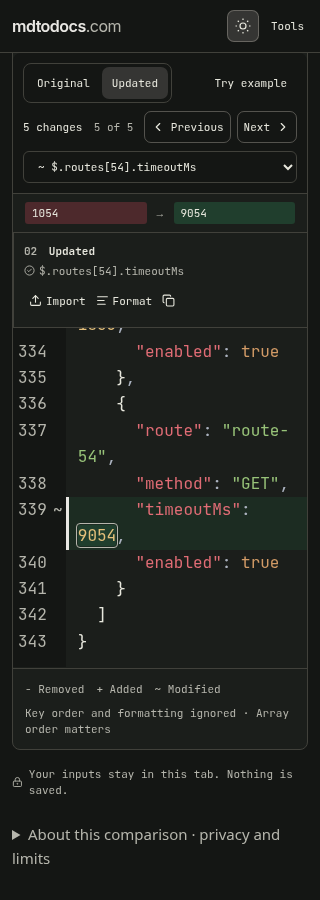 mdtodocs.com
Tools
Original Updated Try example
5 changes 5 of 5 Previous Next
~ $.routes[54].timeoutMs
1054 → 9054
02 Updated
$.routes[54].timeoutMs
Import Format
334 "enabled": true
335 },
336 {
337 "route": "route-
54",
338 "method": "GET",
339 ~ "timeoutMs":
9054,
340 "enabled": true
341 }
342 ]
343 }
- Removed + Added ~ Modified
Key order and formatting ignored · Array
order matters
Your inputs stay in this tab. Nothing is
saved.
▶ About this comparison · privacy and
limits